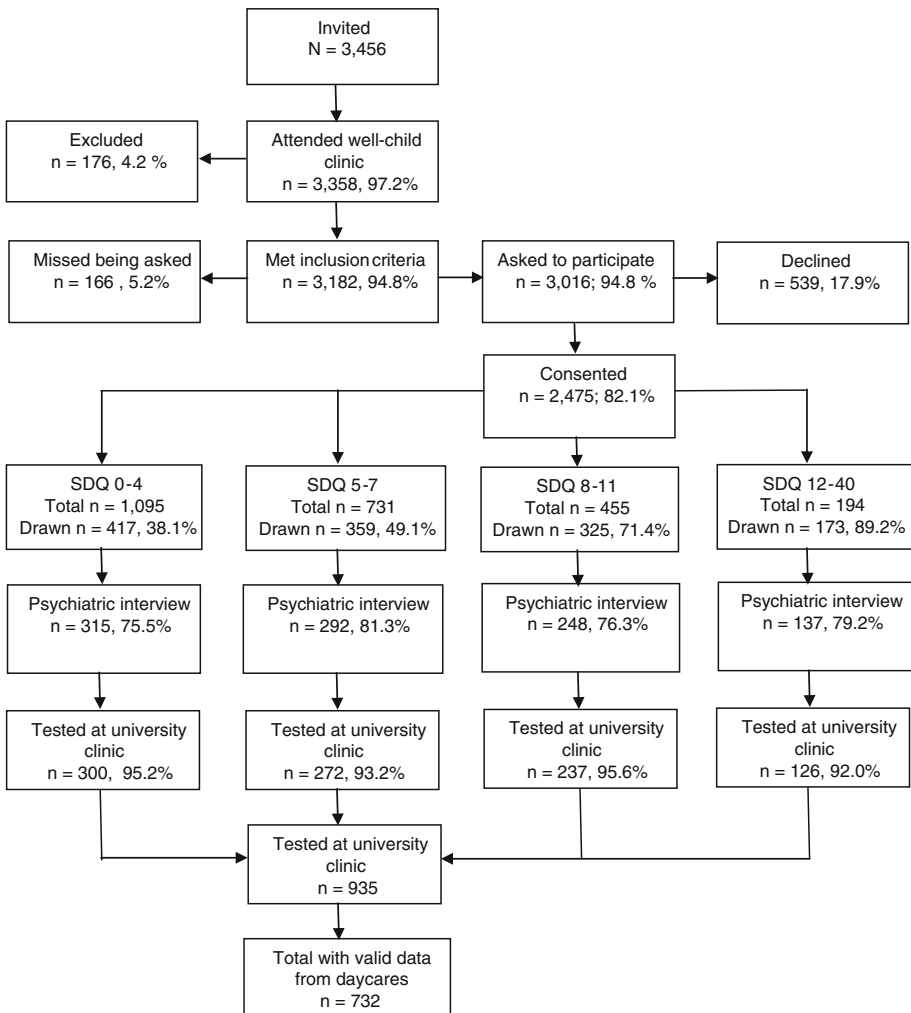 Invited
N = 3,456
Excluded
n = 176, 4.2 %
Attended well-child
clinic
n = 3,358, 97.2%
Missed being asked
n = 166 , 5.2%
Met inclusion criteria
n = 3,182, 94.8%
Asked to participate
n = 3,016; 94.8 %
Declined
n = 539, 17.9%
Consented
n = 2,475; 82.1%
SDQ 0-4
Total n = 1,095
Drawn n = 417, 38.1%
SDQ 5-7
Total n = 731
Drawn n = 359, 49.1%
SDQ 8-11
Total n = 455
Drawn n = 325, 71.4%
SDQ 12-40
Total n = 194
Drawn n = 173, 89.2%
Psychiatric interview
n = 315, 75.5%
Psychiatric interview
n = 292, 81.3%
Psychiatric interview
n = 248, 76.3%
Psychiatric interview
n = 137, 79.2%
Tested at university
clinic
n = 300,  95.2%
Tested at university
clinic
n = 272, 93.2%
Tested at university
clinic
n = 237, 95.6%
Tested at university
clinic
n = 126, 92.0%
Tested at university
clinic
n = 935
Total with valid data
from daycares
n = 732